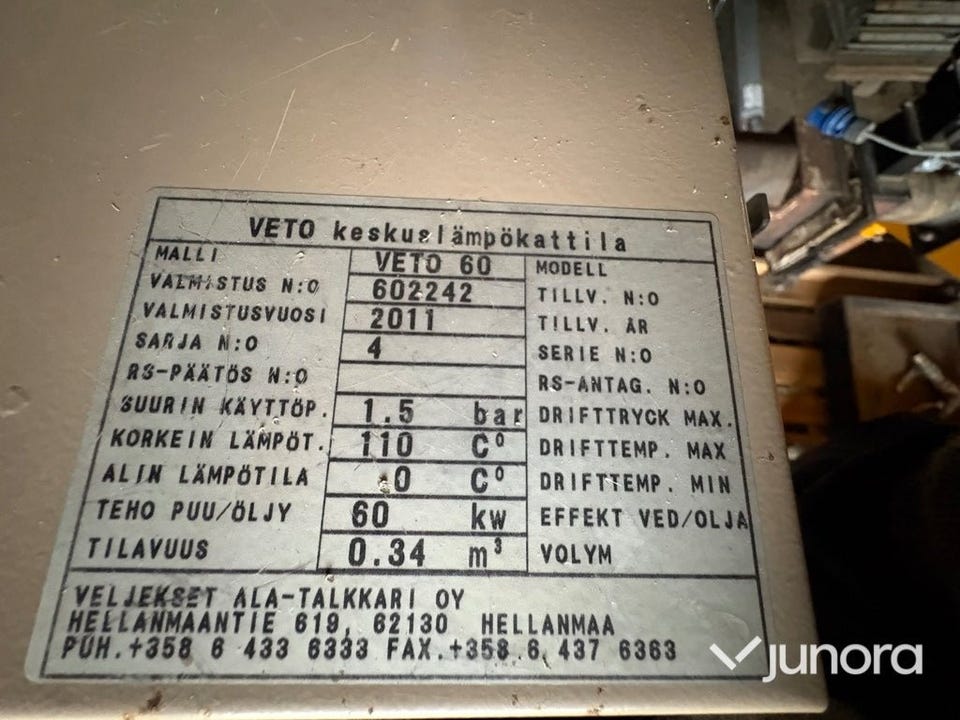 VETO keskuslämpökattila
MALLI VETO 60 MODELL
VALMISTUS N:O 602242 TILLV. N:O
VALMISTUSVUOSI 2011 TILLV. ÅR
SARJA N:O 4 SERIE N:O
RS-PÄÄTÖS N:O RS-ANTAG. N:O
SUURIN KÄYTTÖP. 1.5 bar DRIFTTRYCK MAX.
KORKEIN LÄMPÖT. 110 C° DRIFTTEMP. MAX
ALIN LÄMPÖTILA 0 C° DRIFTTEMP. MIN
TEHO PUU/ÖLJY 60 kw EFFEKT VED/OLJA
TILAVUUS 0.34 m³ VOLYM
VELJEKSET ALA-TALKKARI OY
HELLANMAANTIE 619, 62130 HELLANMAA
PUH.+358 6 433 6333 FAX.+358 6 437 6363
junora